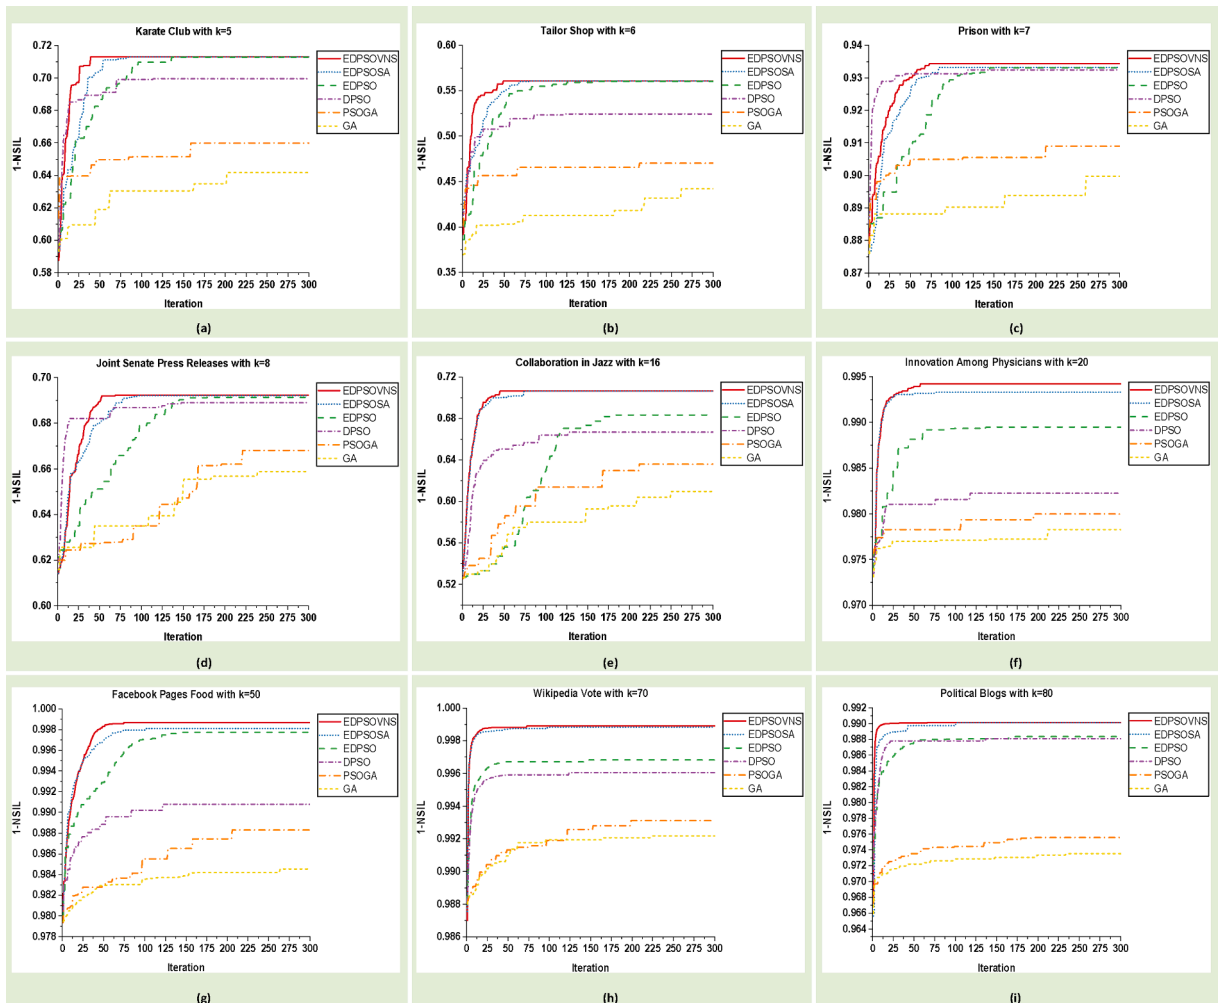 Karate Club with k=5
1-NSIL
0.72
0.70
0.68
0.66
0.64
0.62
0.60
0.58
EDPSOVNS
EDPSOSA
EDPSO
DPSO
PSOGA
GA
0 25 50 75 100 125 150 175 200 225 250 275 300
Iteration
(a)
Tailor Shop with k=6
1-NSIL
0.60
0.55
0.50
0.45
0.40
0.35
EDPSOVNS
EDPSOSA
EDPSO
DPSO
PSOGA
GA
0 25 50 75 100 125 150 175 200 225 250 275 300
Iteration
(b)
Prison with k=7
1-NSIL
0.94
0.93
0.92
0.91
0.90
0.89
0.88
0.87
EDPSOVNS
EDPSOSA
EDPSO
DPSO
PSOGA
GA
0 25 50 75 100 125 150 175 200 225 250 275 300
Iteration
(c)
Joint Senate Press Releases with k=8
1-NSIL
0.70
0.68
0.66
0.64
0.62
0.60
EDPSOVNS
EDPSOSA
EDPSO
DPSO
PSOGA
GA
0 25 50 75 100 125 150 175 200 225 250 275 300
Iteration
(d)
Collaboration in Jazz with k=16
1-NSIL
0.72
0.68
0.64
0.60
0.56
0.52
EDPSOVNS
EDPSOSA
EDPSO
DPSO
PSOGA
GA
0 25 50 75 100 125 150 175 200 225 250 275 300
Iteration
(e)
Innovation Among Physicians with k=20
1-NSIL
0.995
0.990
0.985
0.980
0.975
0.970
EDPSOVNS
EDPSOSA
EDPSO
DPSO
PSOGA
GA
0 25 50 75 100 125 150 175 200 225 250 275 300
Iteration
(f)
Facebook Pages Food with k=50
1-NSIL
1.000
0.998
0.996
0.994
0.992
0.990
0.988
0.986
0.984
0.982
0.980
0.978
EDPSOVNS
EDPSOSA
EDPSO
DPSO
PSOGA
GA
0 25 50 75 100 125 150 175 200 225 250 275 300
Iteration
(g)
Wikipedia Vote with k=70
1-NSIL
1.000
0.998
0.996
0.994
0.992
0.990
0.988
0.986
EDPSOVNS
EDPSOSA
EDPSO
DPSO
PSOGA
GA
0 25 50 75 100 125 150 175 200 225 250 275 300
Iteration
(h)
Political Blogs with k=80
1-NSIL
0.990
0.988
0.986
0.984
0.982
0.980
0.978
0.976
0.974
0.972
0.970
0.968
0.966
0.964
EDPSOVNS
EDPSOSA
EDPSO
DPSO
PSOGA
GA
0 25 50 75 100 125 150 175 200 225 250 275 300
Iteration
(i)